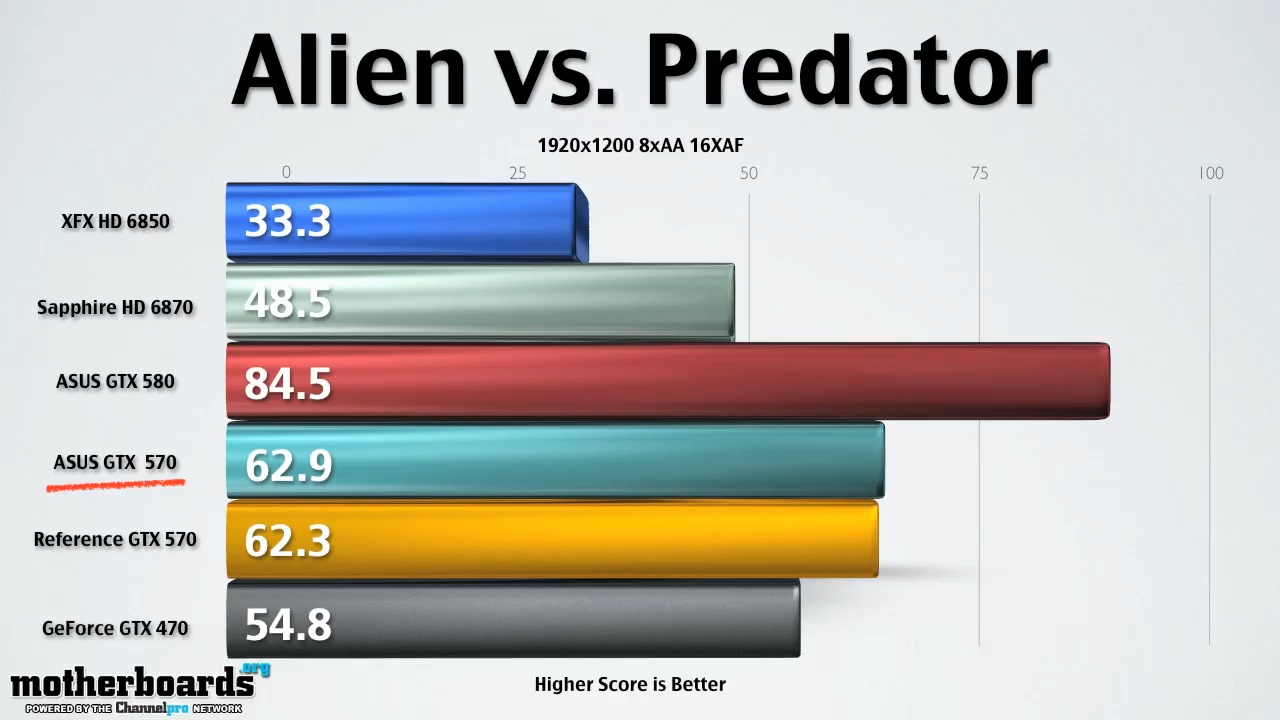 Alien vs. Predator
1920x1200 8xAA 16XAF
0 25 50 75 100
XFX HD 6850 33.3
Sapphire HD 6870 48.5
ASUS GTX 580 84.5
ASUS GTX 570 62.9
Reference GTX 570 62.3
GeForce GTX 470 54.8
motherboards.org
POWERED BY THE Channelpro NETWORK
Higher Score is Better